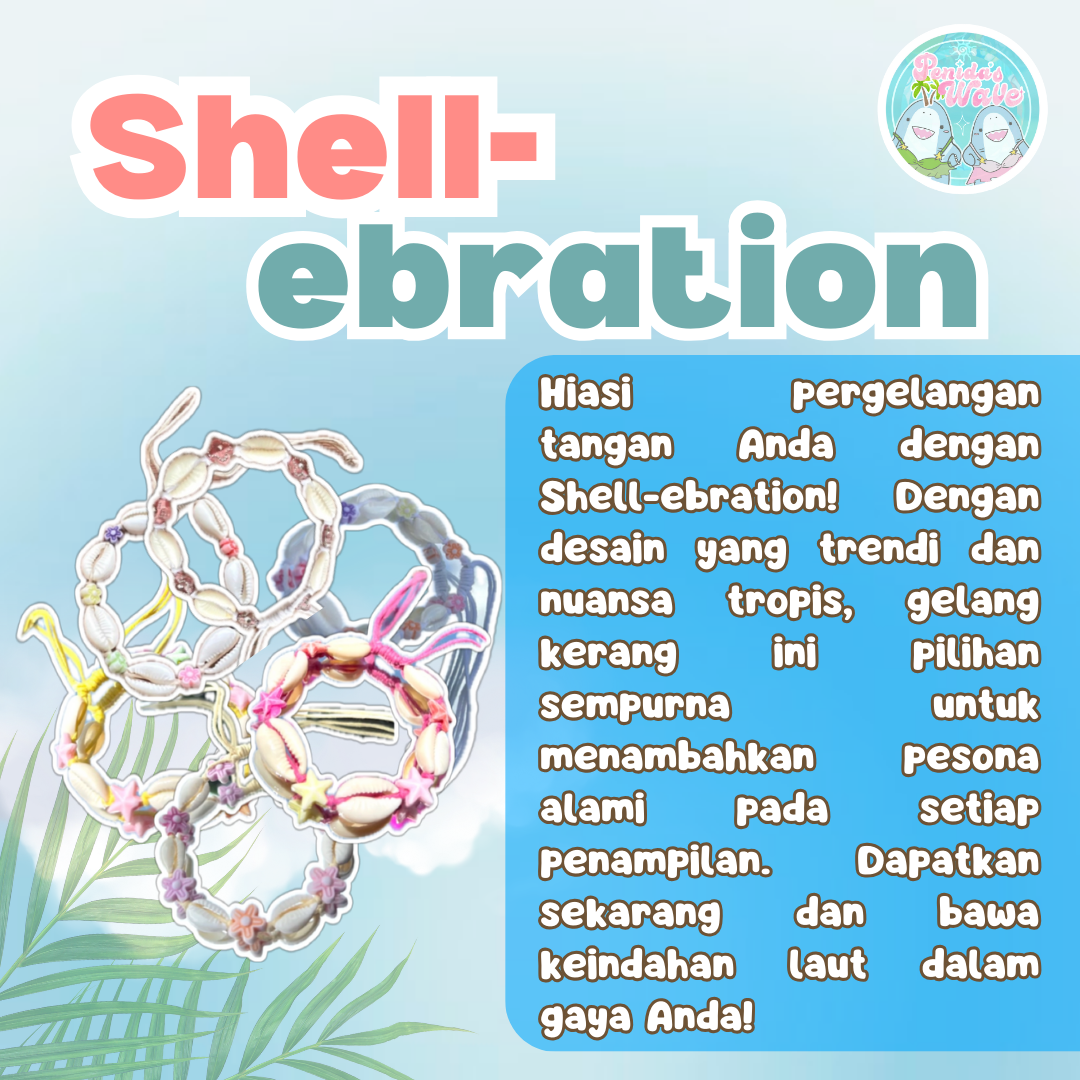 Penida's
Wave
Shell-
ebration
Hiasi pergelangan
tangan Anda dengan
Shell-ebration! Dengan
desain yang trendi dan
nuansa tropis, gelang
kerang ini pilihan
sempurna untuk
menambahkan pesona
alami pada setiap
penampilan. Dapatkan
sekarang dan bawa
keindahan laut dalam
gaya Anda!